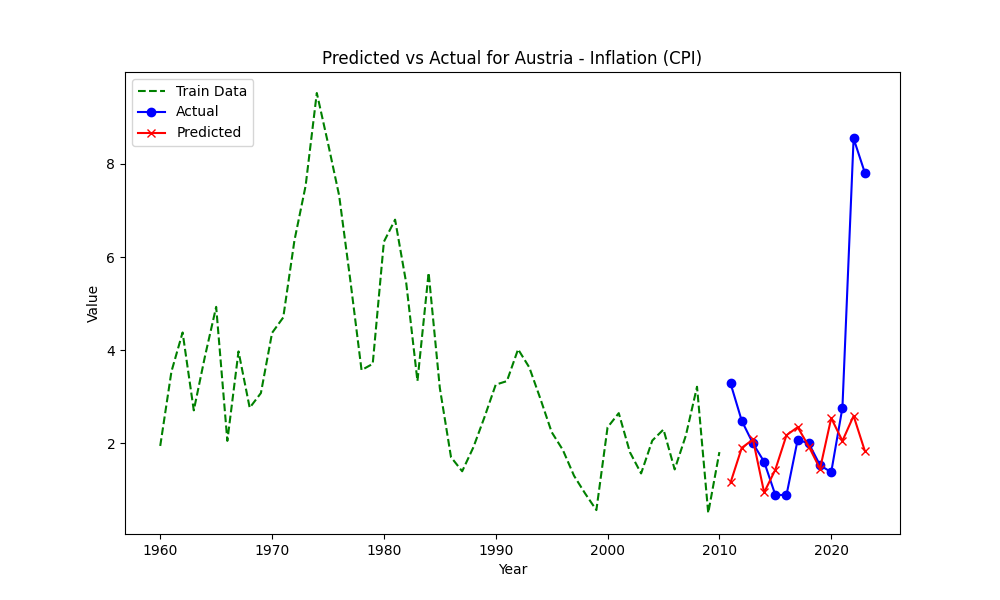 Predicted vs Actual for Austria - Inflation (CPI)
Train Data
Actual
Predicted
Value
8
6
4
2
1960 1970 1980 1990 2000 2010 2020
Year